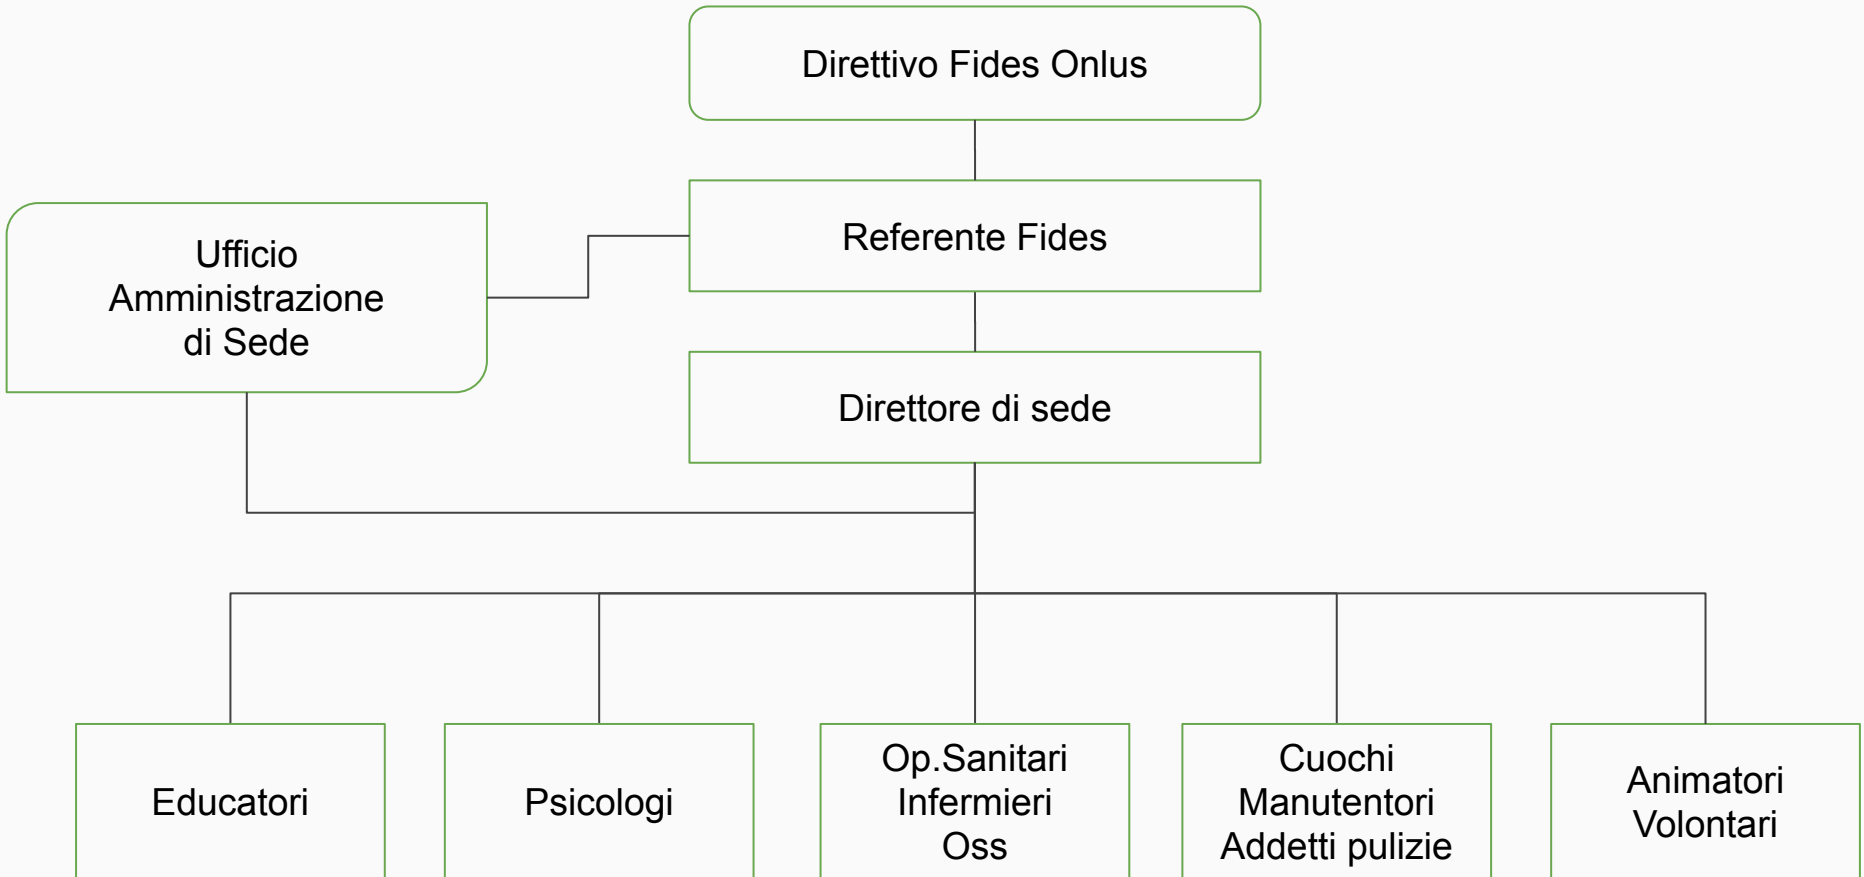 Direttivo Fides Onlus
Referente Fides
Ufficio
Amministrazione
di Sede
Direttore di sede
Educatori
Psicologi
Op.Sanitari
Infermieri
Oss
Cuochi
Manutentori
Addetti pulizie
Animatori
Volontari